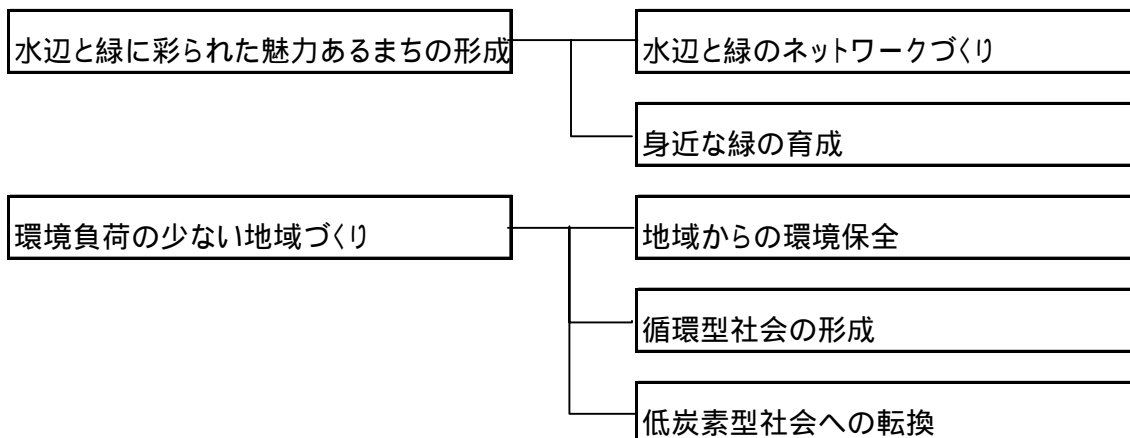 水辺と緑に彩られた魅力あるまちの形成
水辺と緑のネットワークづくり
身近な緑の育成
環境負荷の少ない地域づくり
地域からの環境保全
循環型社会の形成
低炭素型社会への転換